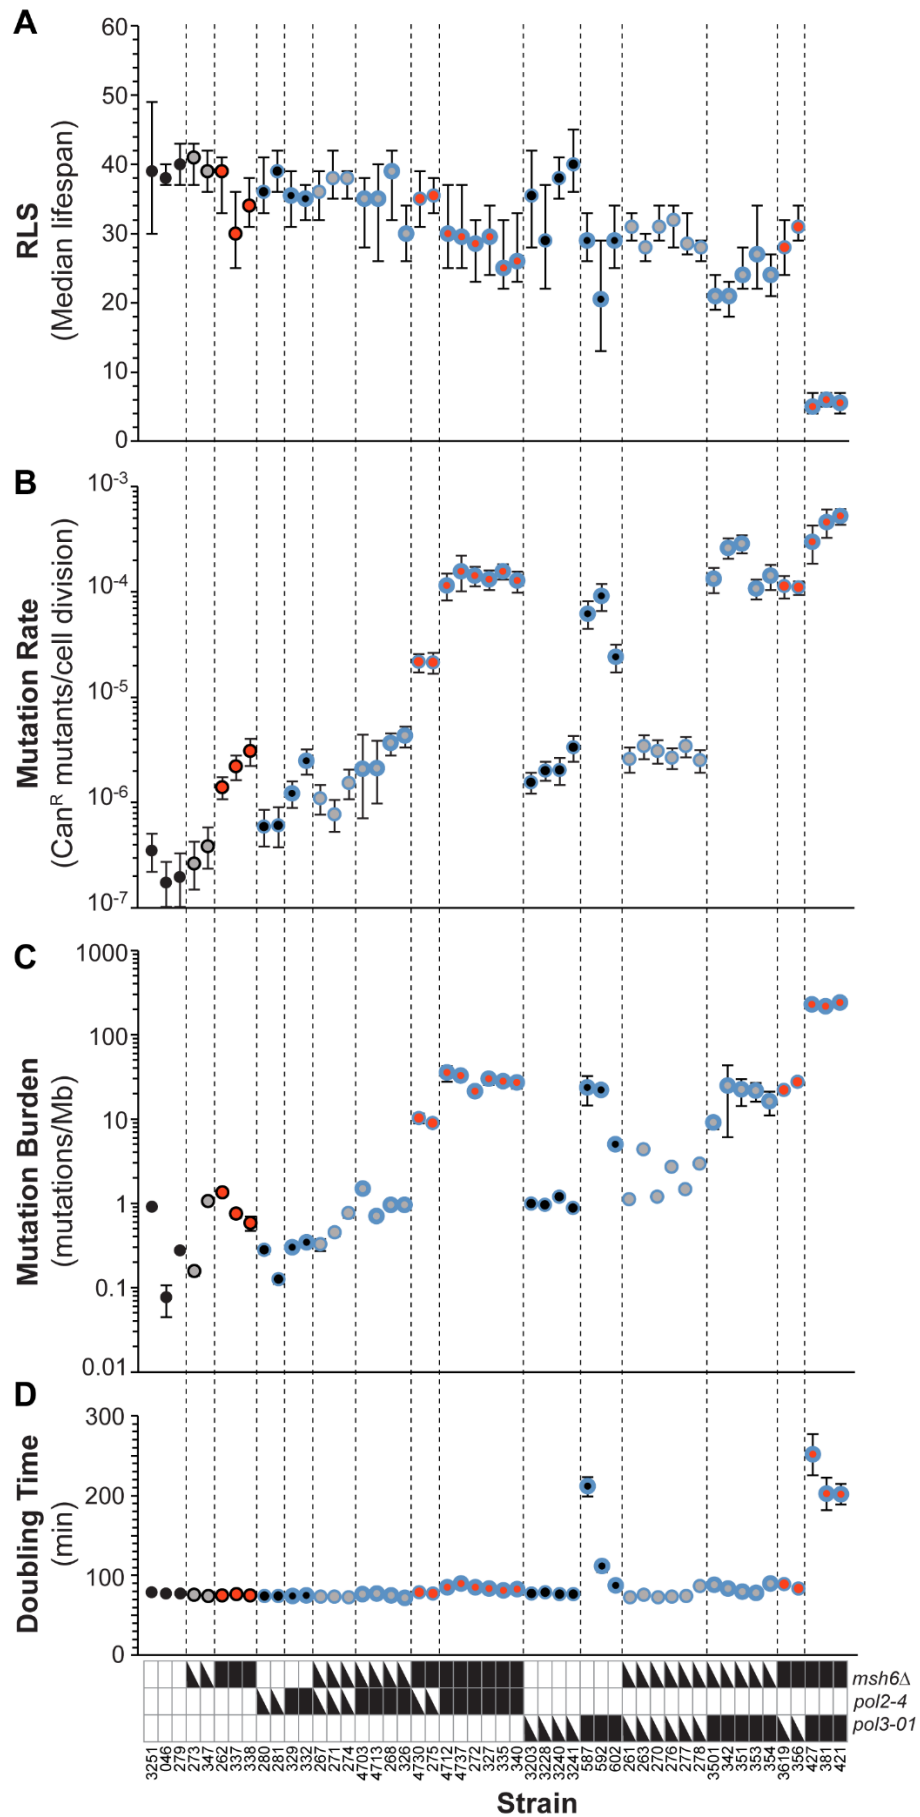 A
RLS
(Median lifespan)
60
50
40
30
20
10
0
B
Mutation Rate
(Can^R mutants/cell division)
10^-3
10^-4
10^-5
10^-6
10^-7
C
Mutation Burden
(mutations/Mb)
1000
100
10
1
0.1
0.01
D
Doubling Time
(min)
300
200
100
0
msh6Δ
pol2-4
pol3-01
3251 046 279 273 347 262 337 338 280 281 329 332 267 271 274 4703 4713 268 326 4730 275 4712 4737 272 327 335 340 3203 3228 3240 3241 587 592 602 261 263 270 276 277 278 3501 342 351 353 354 3619 356 427 381 421
Strain